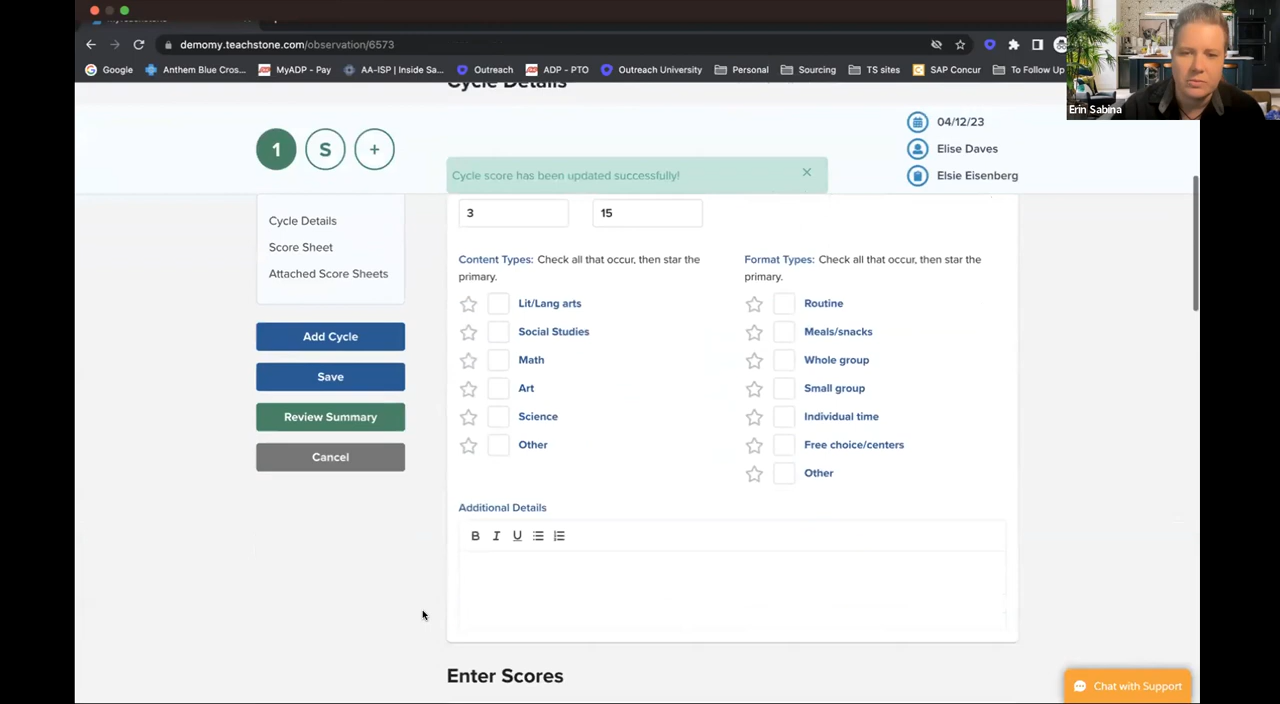 demomy.teachstone.com/observation/6573
Google
Anthem Blue Cros...
MyADP - Pay
AA-ISP | Inside Sa...
Outreach
ADP - PTO
Outreach University
Personal
Sourcing
TS sites
SAP Concur
To Follow Up
Erin Sabina
Cycle Details
1
S
+
04/12/23
Elise Daves
Elsie Eisenberg
Cycle score has been updated successfully!
Cycle Details
Score Sheet
Attached Score Sheets
Add Cycle
Save
Review Summary
Cancel
3
15
Content Types: Check all that occur, then star the
primary.
Lit/Lang arts
Social Studies
Math
Art
Science
Other
Format Types: Check all that occur, then star the
primary.
Routine
Meals/snacks
Whole group
Small group
Individual time
Free choice/centers
Other
Additional Details
B I U
Enter Scores
Chat with Support